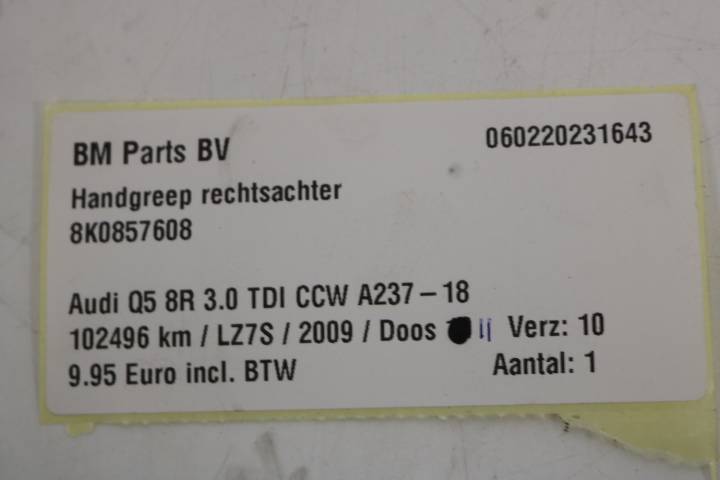 BM Parts BV 060220231643
Handgreep rechtsachter
8K0857608
Audi Q5 8R 3.0 TDI CCW A237-18
102496 km / LZ7S / 2009 / Doos 11 Verz: 10
9.95 Euro incl. BTW Aantal: 1